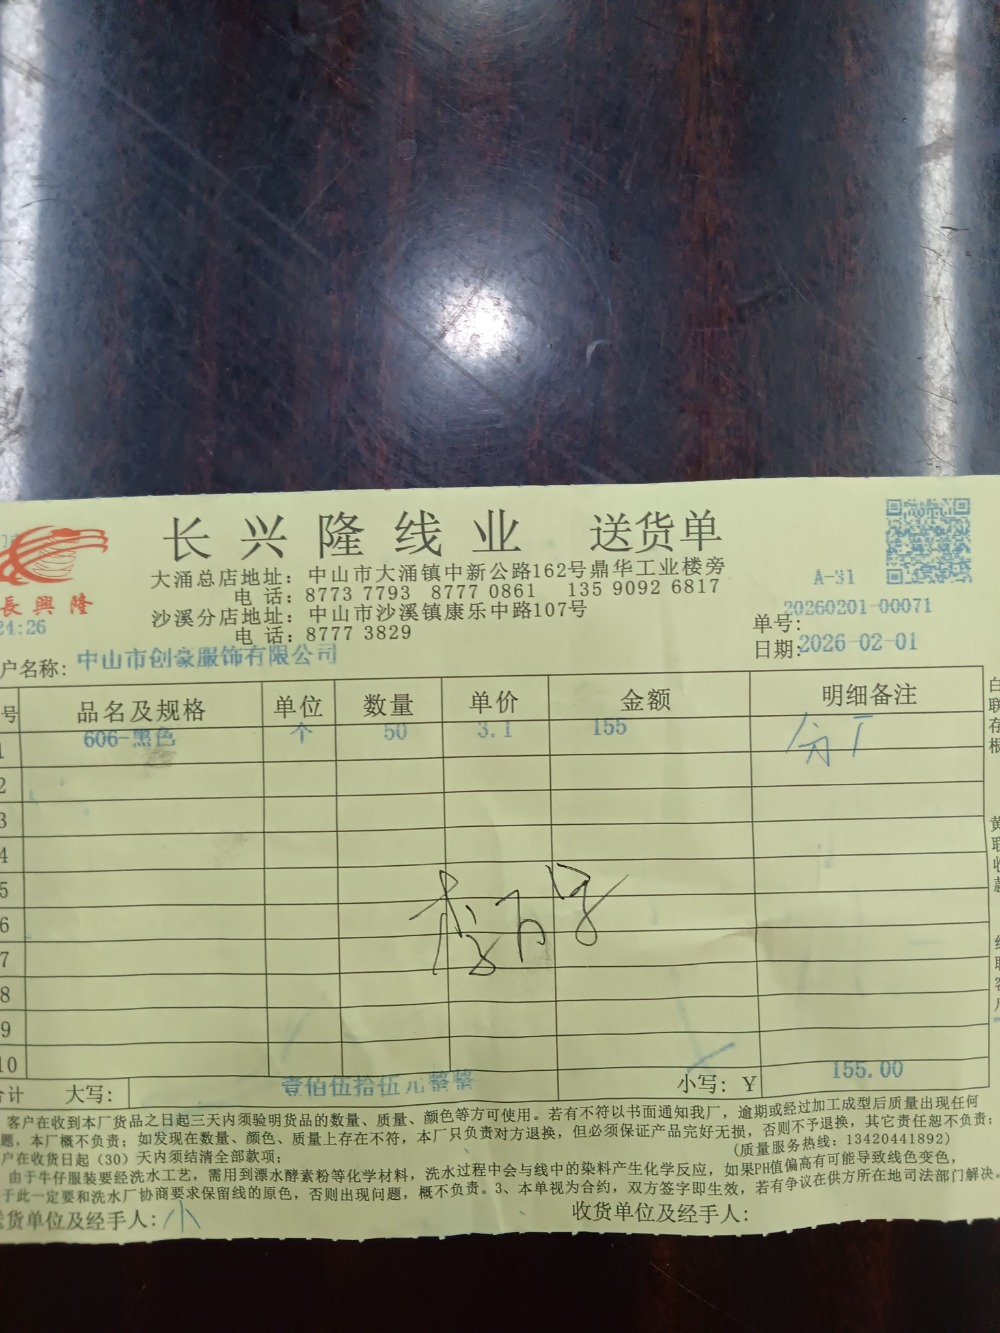 长兴隆线业 送货单
長興隆
24:26
大涌总店地址：中山市大涌镇中新公路162号鼎华工业楼旁
电 话：8773 7793 8777 0861 135 9092 6817
沙溪分店地址：中山市沙溪镇康乐中路107号
电 话：8777 3829
A-31
单号：20260201-00071
日期：2026-02-01
户名称：中山市创豪服饰有限公司
号 品名及规格 单位 数量 单价 金额 明细备注
1 606-黑色 个 50 3.1 155 分厂
2
3
4
5
6
7
8
9
10
合计 大写： 壹佰伍拾伍元整整 小写：Y 155.00
客户在收到本厂货品之日起三天内须验明货品的数量、质量、颜色等方可使用。若有不符以书面通知我厂，逾期或经过加工成型后质量出现任何
题，本厂概不负责；如发现在数量、颜色、质量上存在不符，本厂只负责对方退换，但必须保证产品完好无损，否则不予退换，其它责任恕不负责；
户在收货日起（30）天内须结清全部款项；
(质量服务热线：13420441892)
由于牛仔服装要经洗水工艺，需用到漂水酵素粉等化学材料，洗水过程中会与线中的染料产生化学反应，如果PH值偏高有可能导致线色变色，
于此一定要和洗水厂协商要求保留线的原色，否则出现问题，概不负责。3、本单视为合约，双方签字即生效，若有争议在供方所在地司法部门解决。
送货单位及经手人：小
收货单位及经手人：
白联存根
黄联收